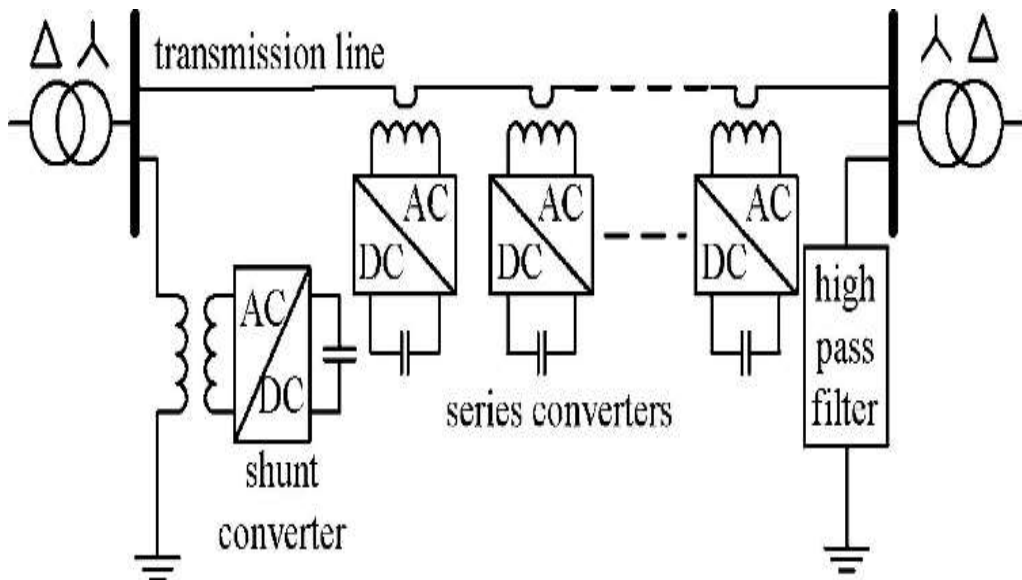 transmission line
AC
DC
AC
DC
AC
DC
AC
DC
high
pass
filter
series converters
shunt
converter